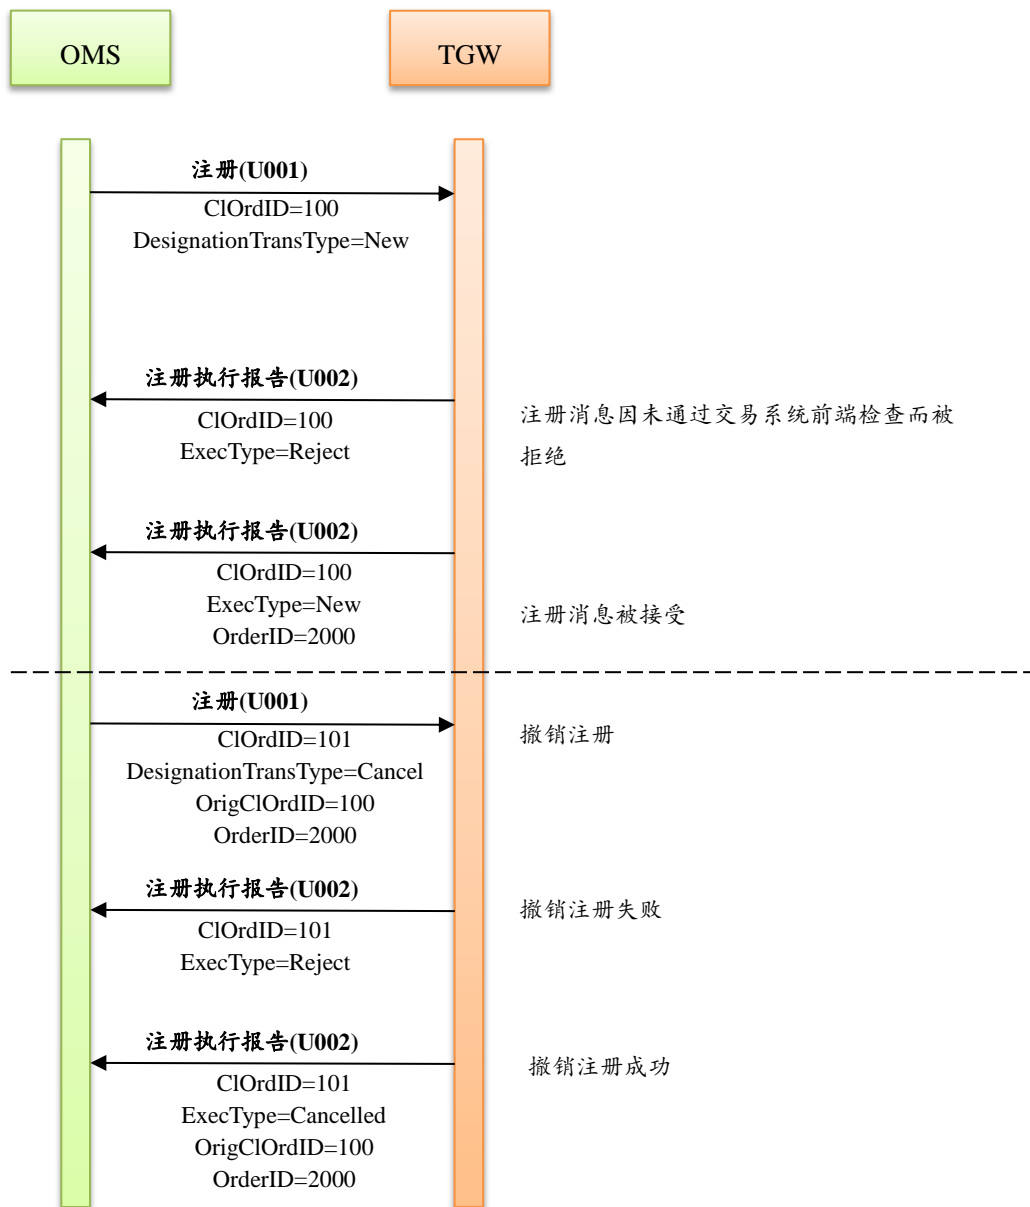 OMS
TGW
注册(U001)
ClOrdID=100
DesignationTransType=New
注册执行报告(U002)
ClOrdID=100
ExecType=Reject
注册消息因未通过交易系统前端检查而被
拒绝
注册执行报告(U002)
ClOrdID=100
ExecType=New
OrderID=2000
注册消息被接受
注册(U001)
ClOrdID=101
DesignationTransType=Cancel
OrigClOrdID=100
OrderID=2000
撤销注册
注册执行报告(U002)
ClOrdID=101
ExecType=Reject
撤销注册失败
注册执行报告(U002)
ClOrdID=101
ExecType=Cancelled
OrigClOrdID=100
OrderID=2000
撤销注册成功